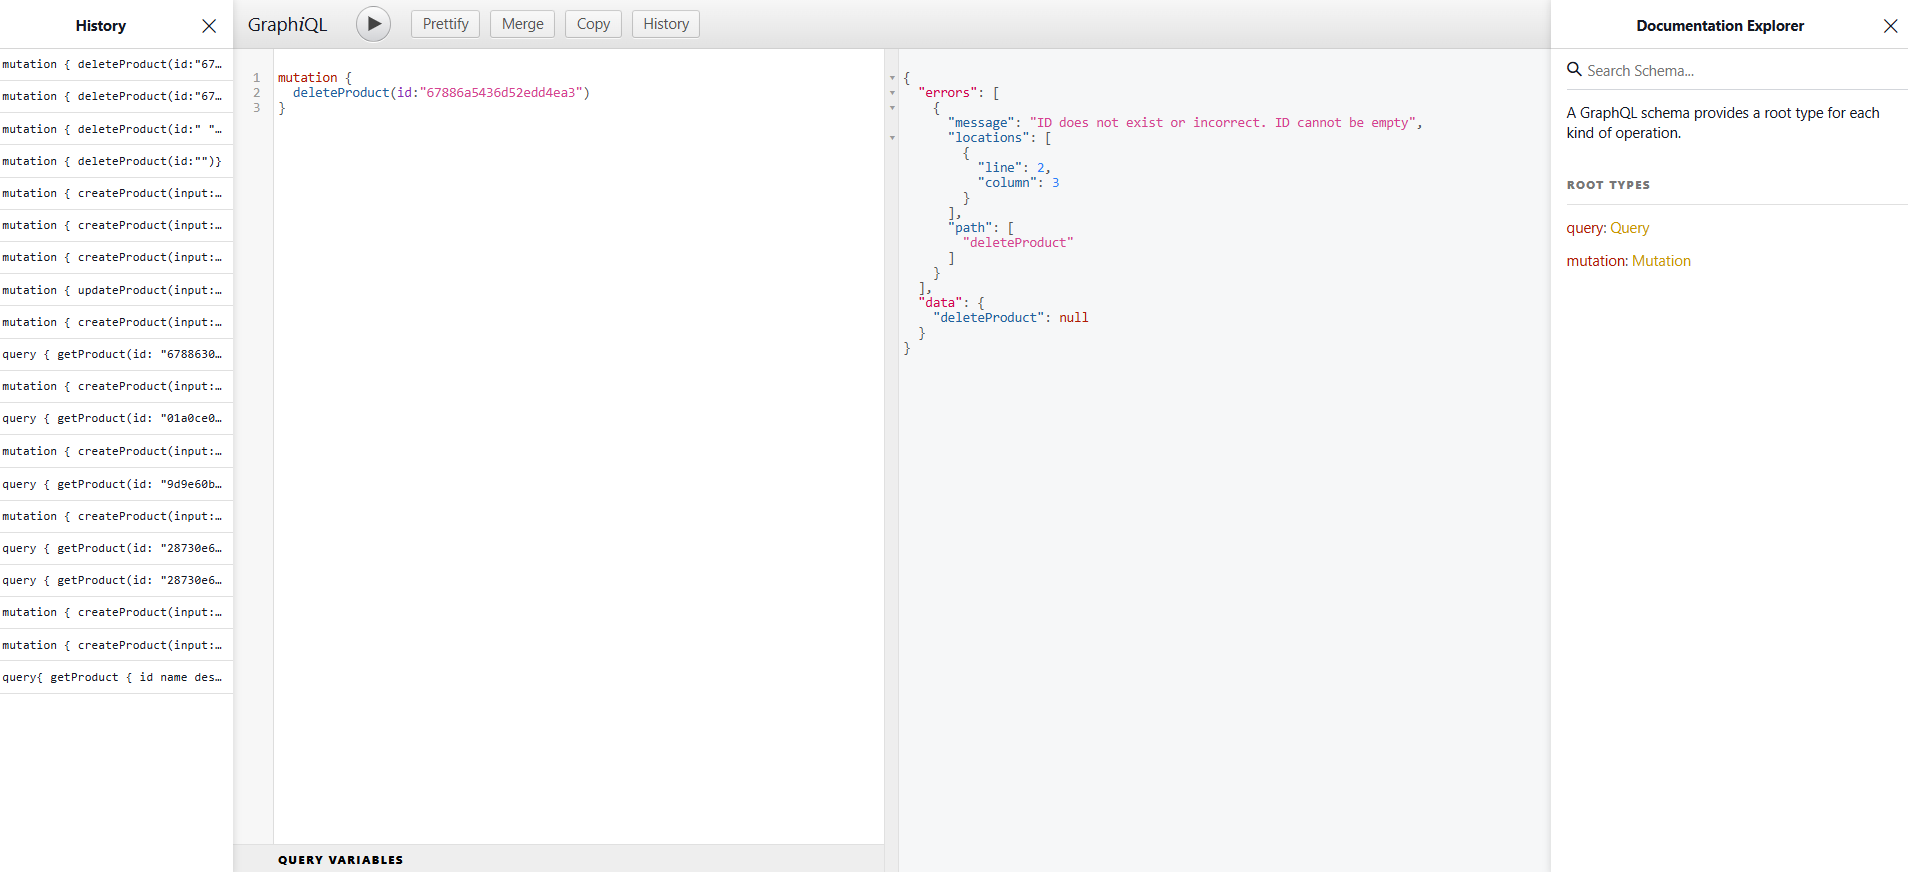 History
mutation { deleteProduct(id:"67…
mutation { deleteProduct(id:"67…
mutation { deleteProduct(id:" "…
mutation { deleteProduct(id:"")}
mutation { createProduct(input:…
mutation { createProduct(input:…
mutation { createProduct(input:…
mutation { updateProduct(input:…
mutation { createProduct(input:…
query { getProduct(id: "6788630…
mutation { createProduct(input:…
query { getProduct(id: "01a0ce0…
mutation { createProduct(input:…
query { getProduct(id: "9d9e60b…
mutation { createProduct(input:…
query { getProduct(id: "28730e6…
query { getProduct(id: "28730e6…
mutation { createProduct(input:…
mutation { createProduct(input:…
query{ getProduct { id name des…
GraphiQL
Prettify
Merge
Copy
History
1 mutation {
2 deleteProduct(id:"67886a5436d52edd4ea3")
3 }
QUERY VARIABLES
{
"errors": [
{
"message": "ID does not exist or incorrect. ID cannot be empty",
"locations": [
{
"line": 2,
"column": 3
}
],
"path": [
"deleteProduct"
]
}
],
"data": {
"deleteProduct": null
}
}
Documentation Explorer
Search Schema...
A GraphQL schema provides a root type for each
kind of operation.
ROOT TYPES
query: Query
mutation: Mutation